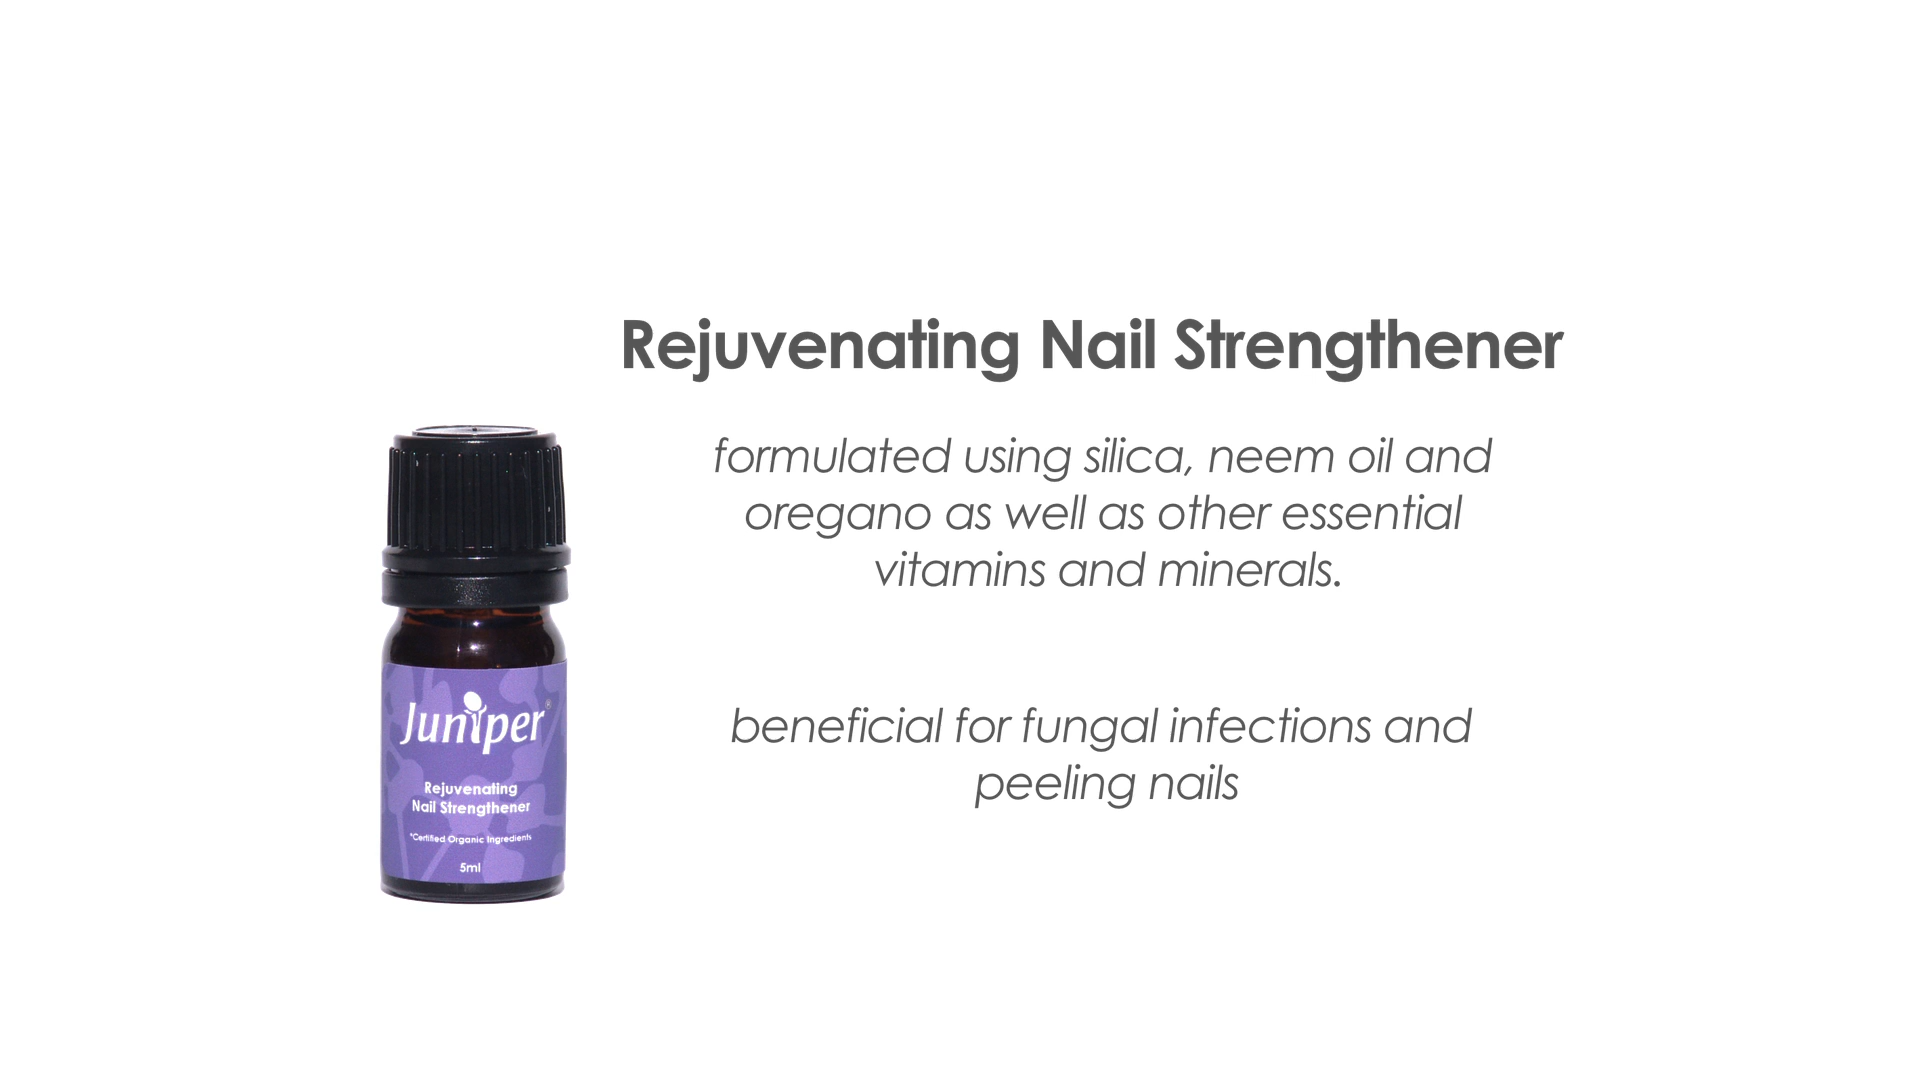 Rejuvenating Nail Strengthener
formulated using silica, neem oil and
oregano as well as other essential
vitamins and minerals.
beneficial for fungal infections and
peeling nails
Juniper®
Rejuvenating
Nail Strengthener
*Certified Organic Ingredients
5ml